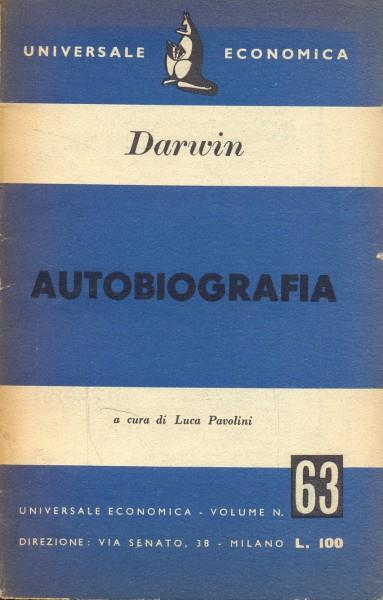 UNIVERSALE ECONOMICA
Darwin
AUTOBIOGRAFIA
a cura di Luca Pavolini
UNIVERSALE ECONOMICA - VOLUME N. 63
DIREZIONE: VIA SENATO, 38 - MILANO L. 100